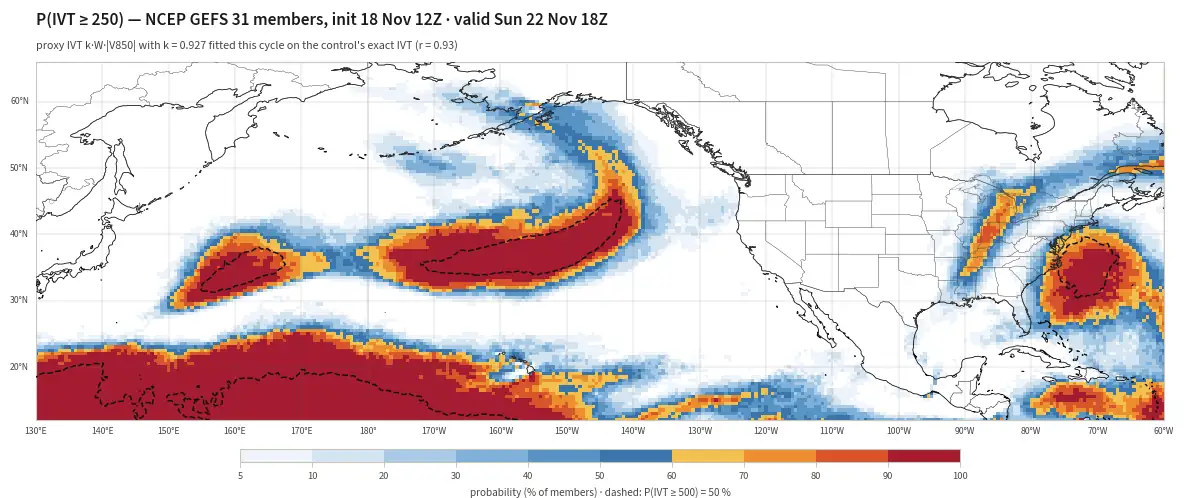 P(IVT ≥ 250) — NCEP GEFS 31 members, init 18 Nov 12Z · valid Sun 22 Nov 18Z
proxy IVT k·W·|V850| with k = 0.927 fitted this cycle on the control's exact IVT (r = 0.93)
60°N
50°N
40°N
30°N
20°N
130°E 140°E 150°E 160°E 170°E 180° 170°W 160°W 150°W 140°W 130°W 120°W 110°W 100°W 90°W 80°W 70°W 60°W
5 10 20 30 40 50 60 70 80 90 100
probability (% of members) · dashed: P(IVT ≥ 500) = 50 %